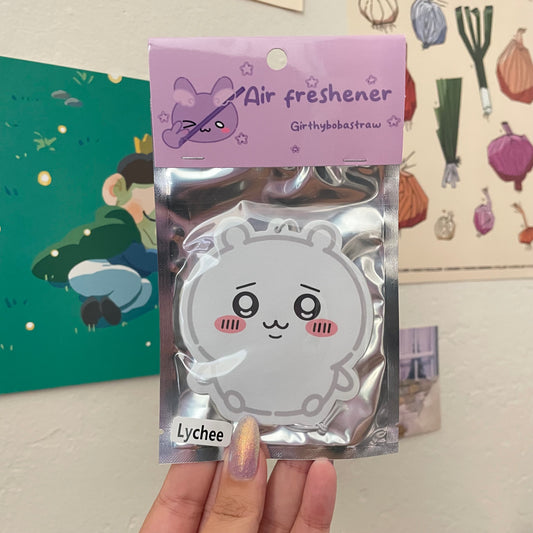 Air freshener
Girthybobastraw
Lychee